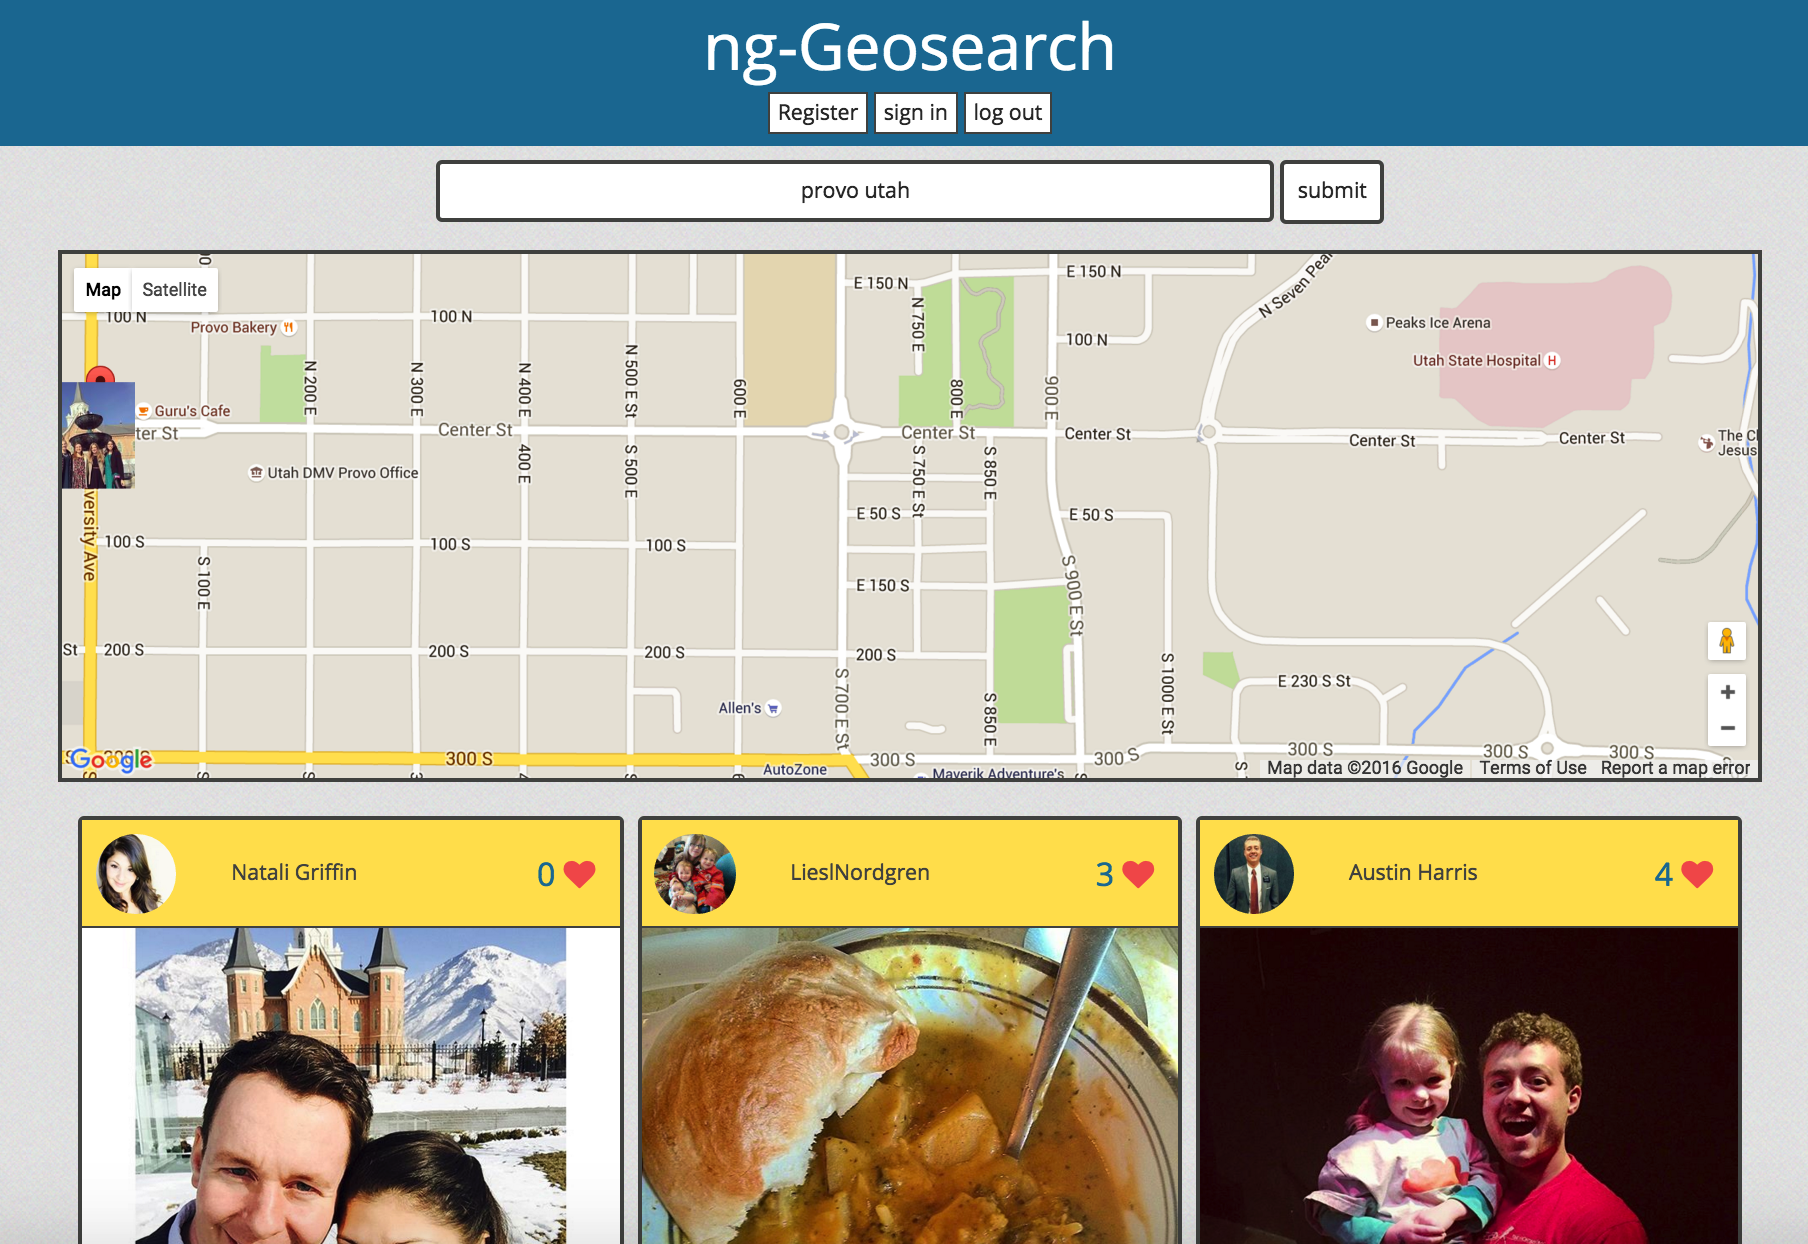 ng-Geosearch
Register sign in log out
provo utah submit
Map Satellite
E 150 N
E 150 N
N Seven Pea
100 N
Provo Bakery
100 N
N 750 E
100 N
Peaks Ice Arena
Utah State Hospital H
N 200 E
N 300 E
N 400 E
N 500 E St
600 E
800 E
900 E
Guru's Cafe
ter St
Center St
Center St
Center St
Center St
Center St
The Cl
Jesus
Utah DMV Provo Office
400 E
S 500 E
S 750 E St
S 850 E
versity Ave
E 50 S
E 50 S
100 S
100 S
100 S
S 100 E
E 150 S
S 900 E St
St
200 S
200 S
200 S
200 S
S 700 E St
S 850 E
S 1000 E St
E 230 S St
Allen's
300 S
300 S
300 S
300 S
300 S
300 S
Google
AutoZone
Maverik Adventure's
Map data ©2016 Google Terms of Use Report a map error
Natali Griffin 0
LieslNordgren 3
Austin Harris 4